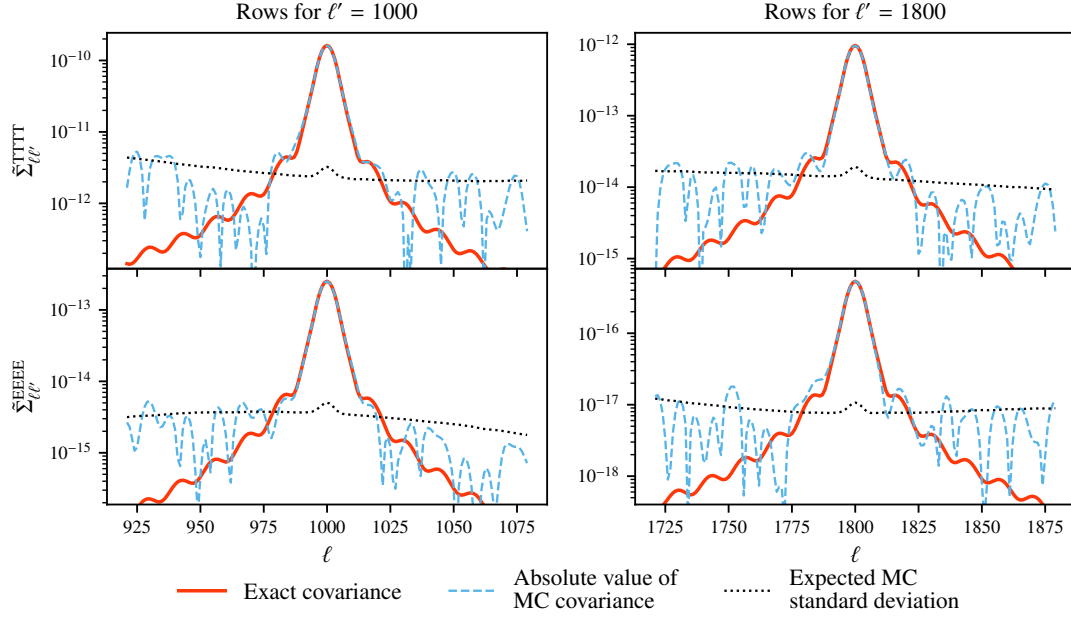 Rows for ℓ′ = 1000
Rows for ℓ′ = 1800
Σ̃^TTTT_ℓℓ′
10⁻¹⁰
10⁻¹¹
10⁻¹²
10⁻¹²
10⁻¹³
10⁻¹⁴
10⁻¹⁵
Σ̃^EEEE_ℓℓ′
10⁻¹³
10⁻¹⁴
10⁻¹⁵
10⁻¹⁶
10⁻¹⁷
10⁻¹⁸
925 950 975 1000 1025 1050 1075
1725 1750 1775 1800 1825 1850 1875
ℓ
ℓ
Exact covariance
Absolute value of
MC covariance
Expected MC
standard deviation